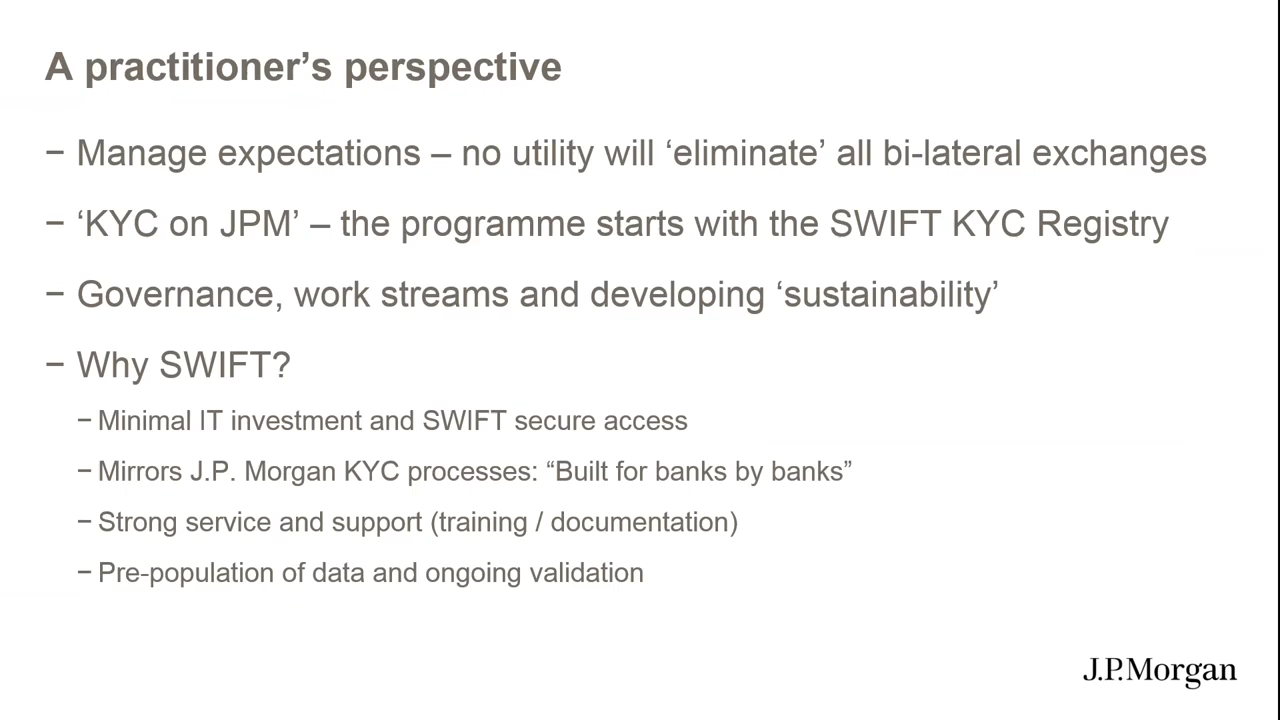 A practitioner’s perspective
− Manage expectations – no utility will ‘eliminate’ all bi-lateral exchanges
− ‘KYC on JPM’ – the programme starts with the SWIFT KYC Registry
− Governance, work streams and developing ‘sustainability’
− Why SWIFT?
− Minimal IT investment and SWIFT secure access
− Mirrors J.P. Morgan KYC processes: “Built for banks by banks”
− Strong service and support (training / documentation)
− Pre-population of data and ongoing validation
J.P.Morgan